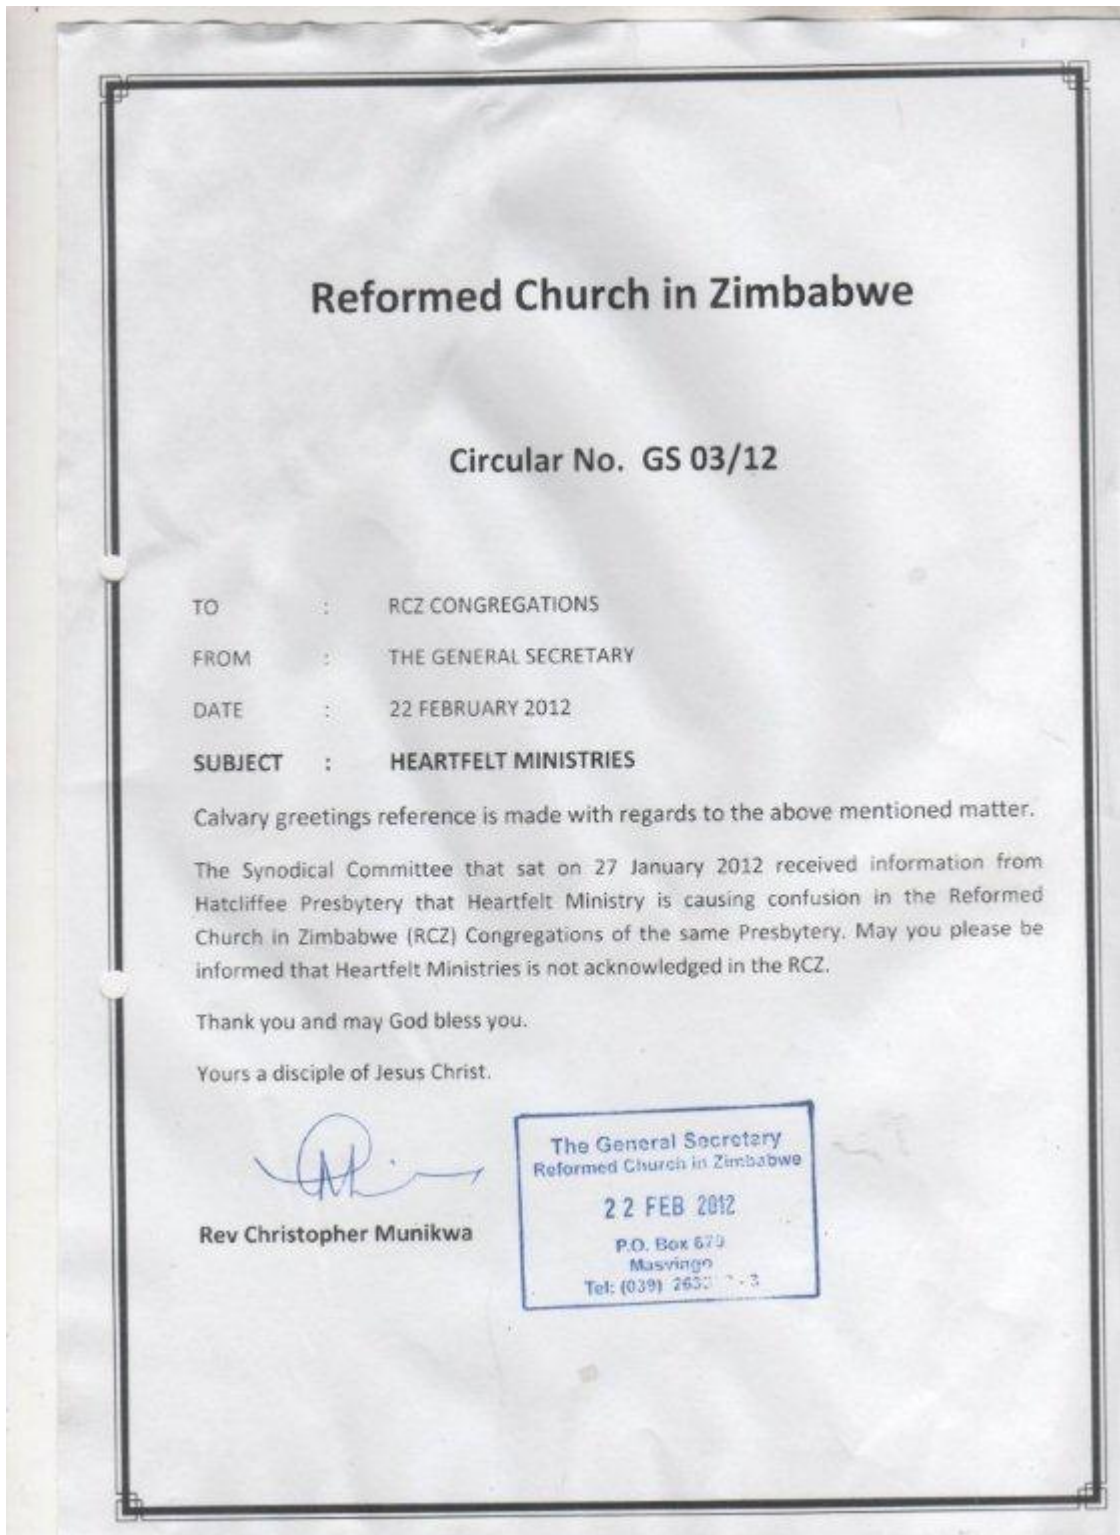 Reformed Church in Zimbabwe
Circular No. GS 03/12
TO : RCZ CONGREGATIONS
FROM : THE GENERAL SECRETARY
DATE : 22 FEBRUARY 2012
SUBJECT : HEARTFELT MINISTRIES
Calvary greetings reference is made with regards to the above mentioned matter.
The Synodical Committee that sat on 27 January 2012 received information from
Hatcliffee Presbytery that Heartfelt Ministry is causing confusion in the Reformed
Church in Zimbabwe (RCZ) Congregations of the same Presbytery. May you please be
informed that Heartfelt Ministries is not acknowledged in the RCZ.
Thank you and may God bless you.
Yours a disciple of Jesus Christ.
Rev Christopher Munikwa
The General Secretary
Reformed Church in Zimbabwe
22 FEB 2012
P.O. Box
Masvingo
Tel: (039)